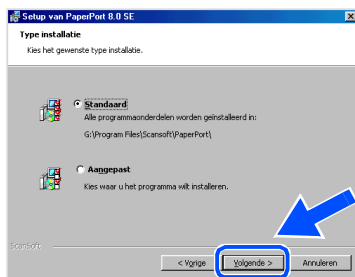 Setup van PaperPort 8.0 SE
Type installatie
Kies het gewenste type installatie.
Standaard
Alle programmaonderdelen worden geïnstalleerd in:
G:\Program Files\Scansoft\PaperPort\
Aangepast
Kies waar u het programma wilt installeren.
ScanSoft
< Vorige
Volgende >
Annuleren